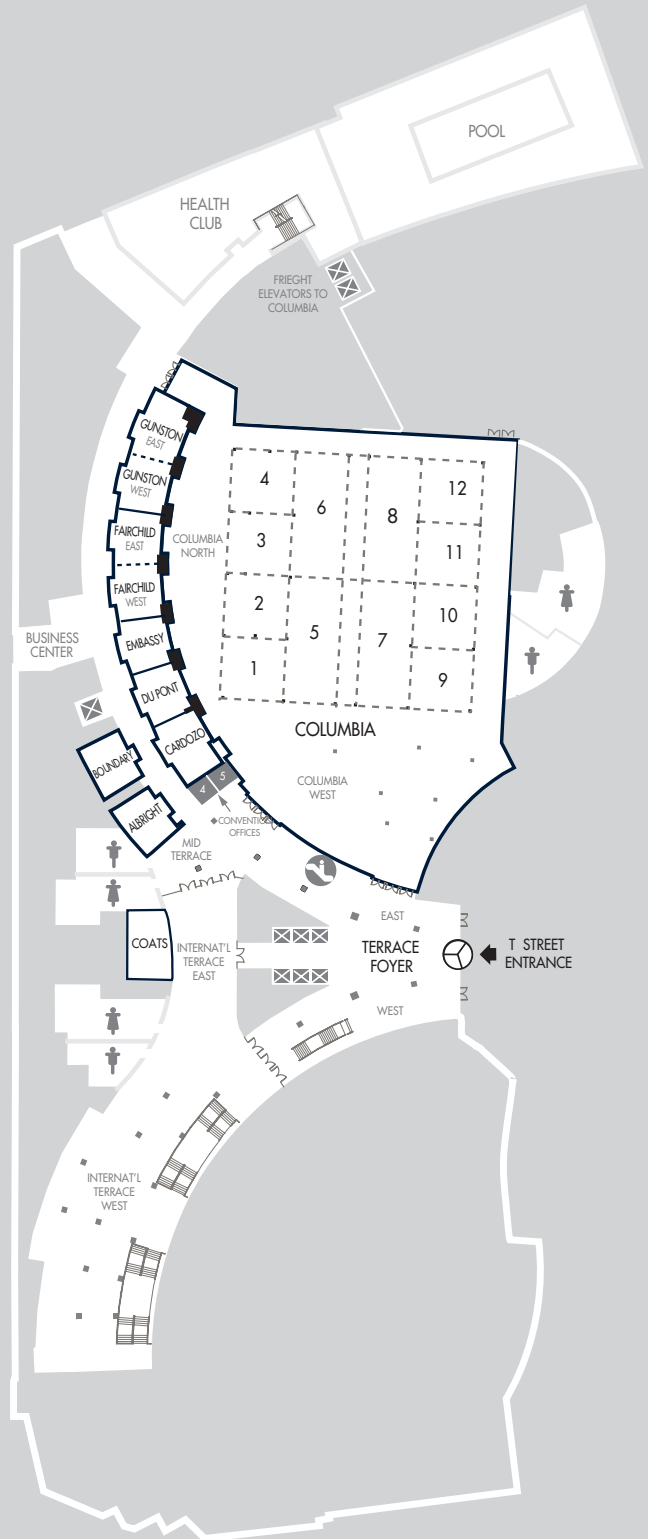 POOL
HEALTH
CLUB
FRIEGHT
ELEVATORS TO
COLUMBIA
GUNSTON
EAST
GUNSTON
WEST
FAIRCHILD
EAST
FAIRCHILD
WEST
EMBASSY
DU PONT
CARDOZO
COLUMBIA
NORTH
4
6
8
12
3
11
2
5
7
10
1
9
COLUMBIA
COLUMBIA
WEST
BUSINESS
CENTER
BOUNDARY
ALBRIGHT
4
5
CONVENTION
OFFICES
MID
TERRACE
COATS
INTERNAT'L
TERRACE
EAST
EAST
TERRACE
FOYER
WEST
T STREET
ENTRANCE
INTERNAT'L
TERRACE
WEST